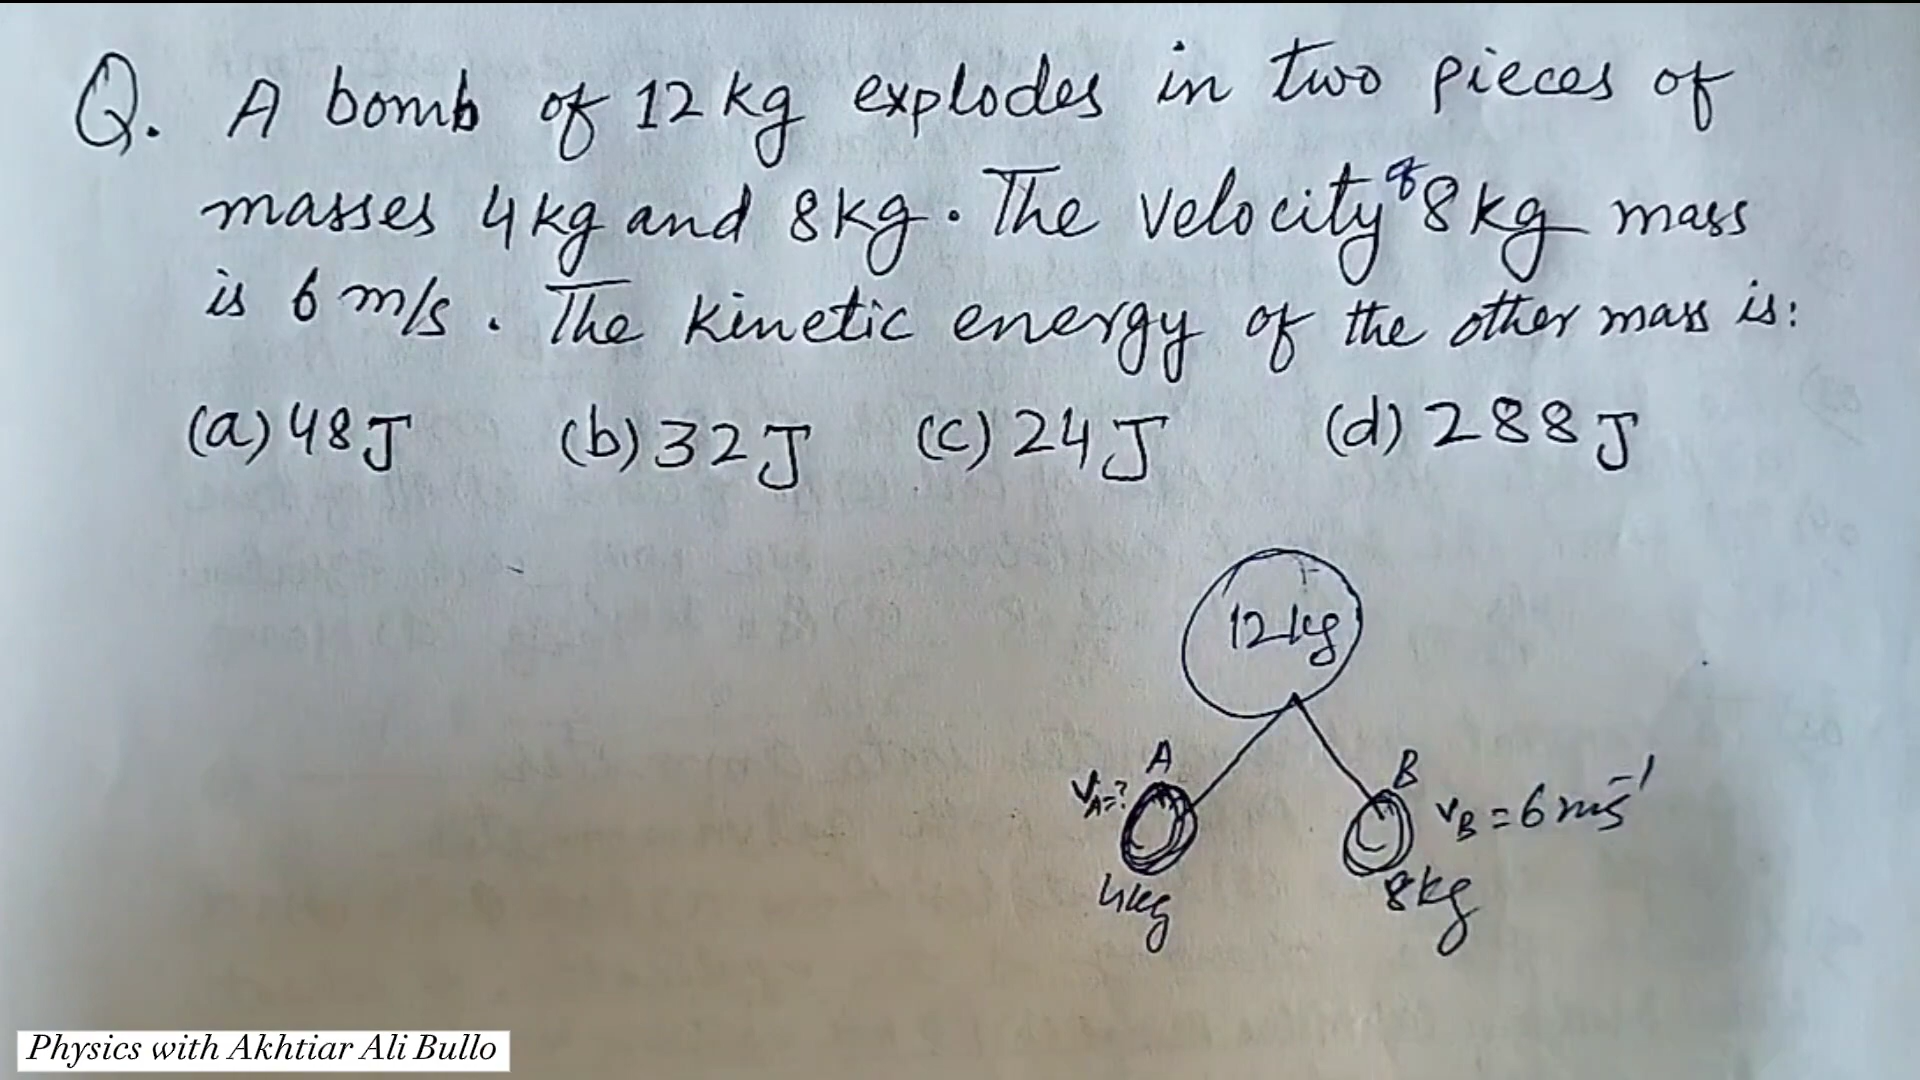 Q. A bomb of 12 kg explodes in two pieces of
masses 4 kg and 8 kg. The velocity of 8 kg mass
is 6 m/s. The kinetic energy of the other mass is:
(a) 48 J (b) 32 J (c) 24 J (d) 288 J
12 kg
A B
v_A=? v_B = 6 ms⁻¹
4kg 8kg
Physics with Akhtiar Ali Bullo